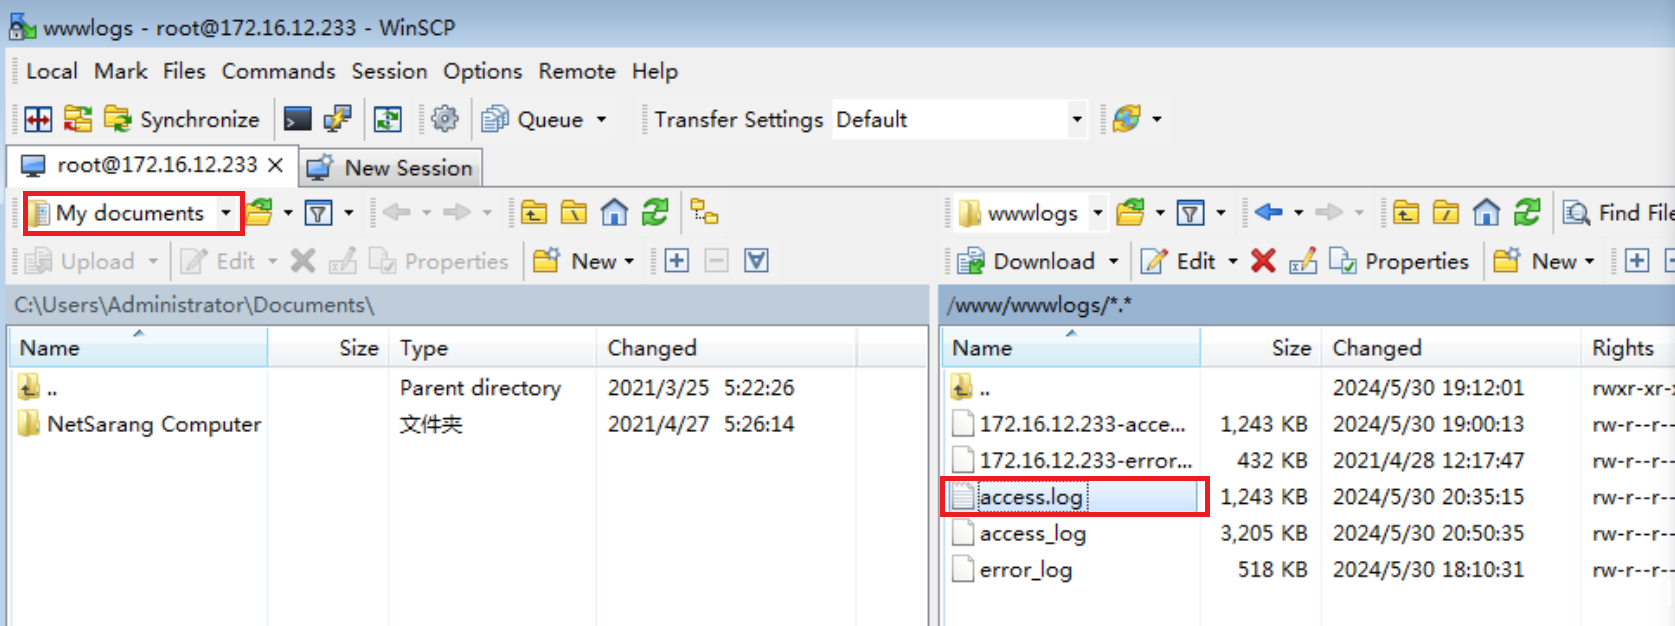 wwwlogs - root@172.16.12.233 - WinSCP
Local Mark Files Commands Session Options Remote Help
Synchronize Queue Transfer Settings Default
root@172.16.12.233 New Session
My documents wwwlogs Find File
Upload Edit Properties New Download Edit Properties New
C:\Users\Administrator\Documents\ /www/wwwlogs/*.*
Name Size Type Changed Name Size Changed Rights
.. Parent directory 2021/3/25 5:22:26 .. 2024/5/30 19:12:01 rwxr-xr-x
NetSarang Computer 文件夹 2021/4/27 5:26:14 172.16.12.233-acce... 1,243 KB 2024/5/30 19:00:13 rw-r--r--
172.16.12.233-error... 432 KB 2021/4/28 12:17:47 rw-r--r--
access.log 1,243 KB 2024/5/30 20:35:15 rw-r--r--
access_log 3,205 KB 2024/5/30 20:50:35 rw-r--r--
error_log 518 KB 2024/5/30 18:10:31 rw-r--r--